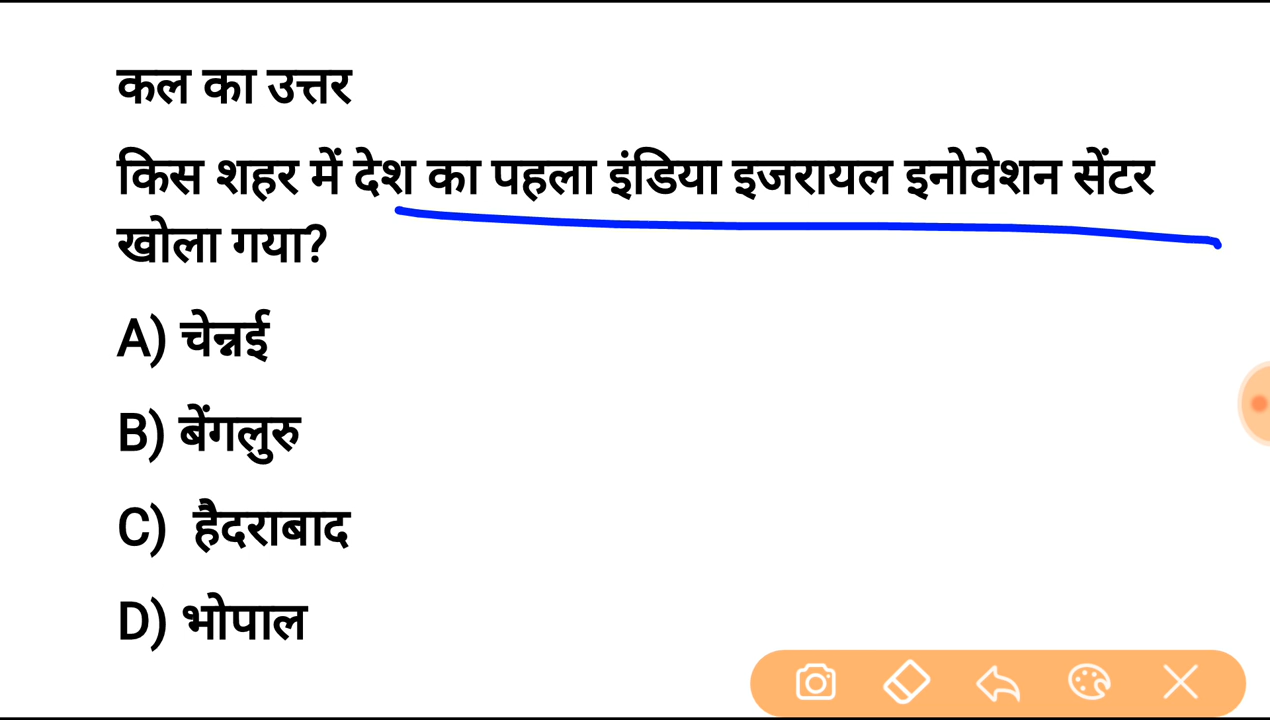 कल का उत्तर
किस शहर में देश का पहला इंडिया इजरायल इनोवेशन सेंटर
खोला गया?
A) चेन्नई
B) बेंगलुरु
C) हैदराबाद
D) भोपाल